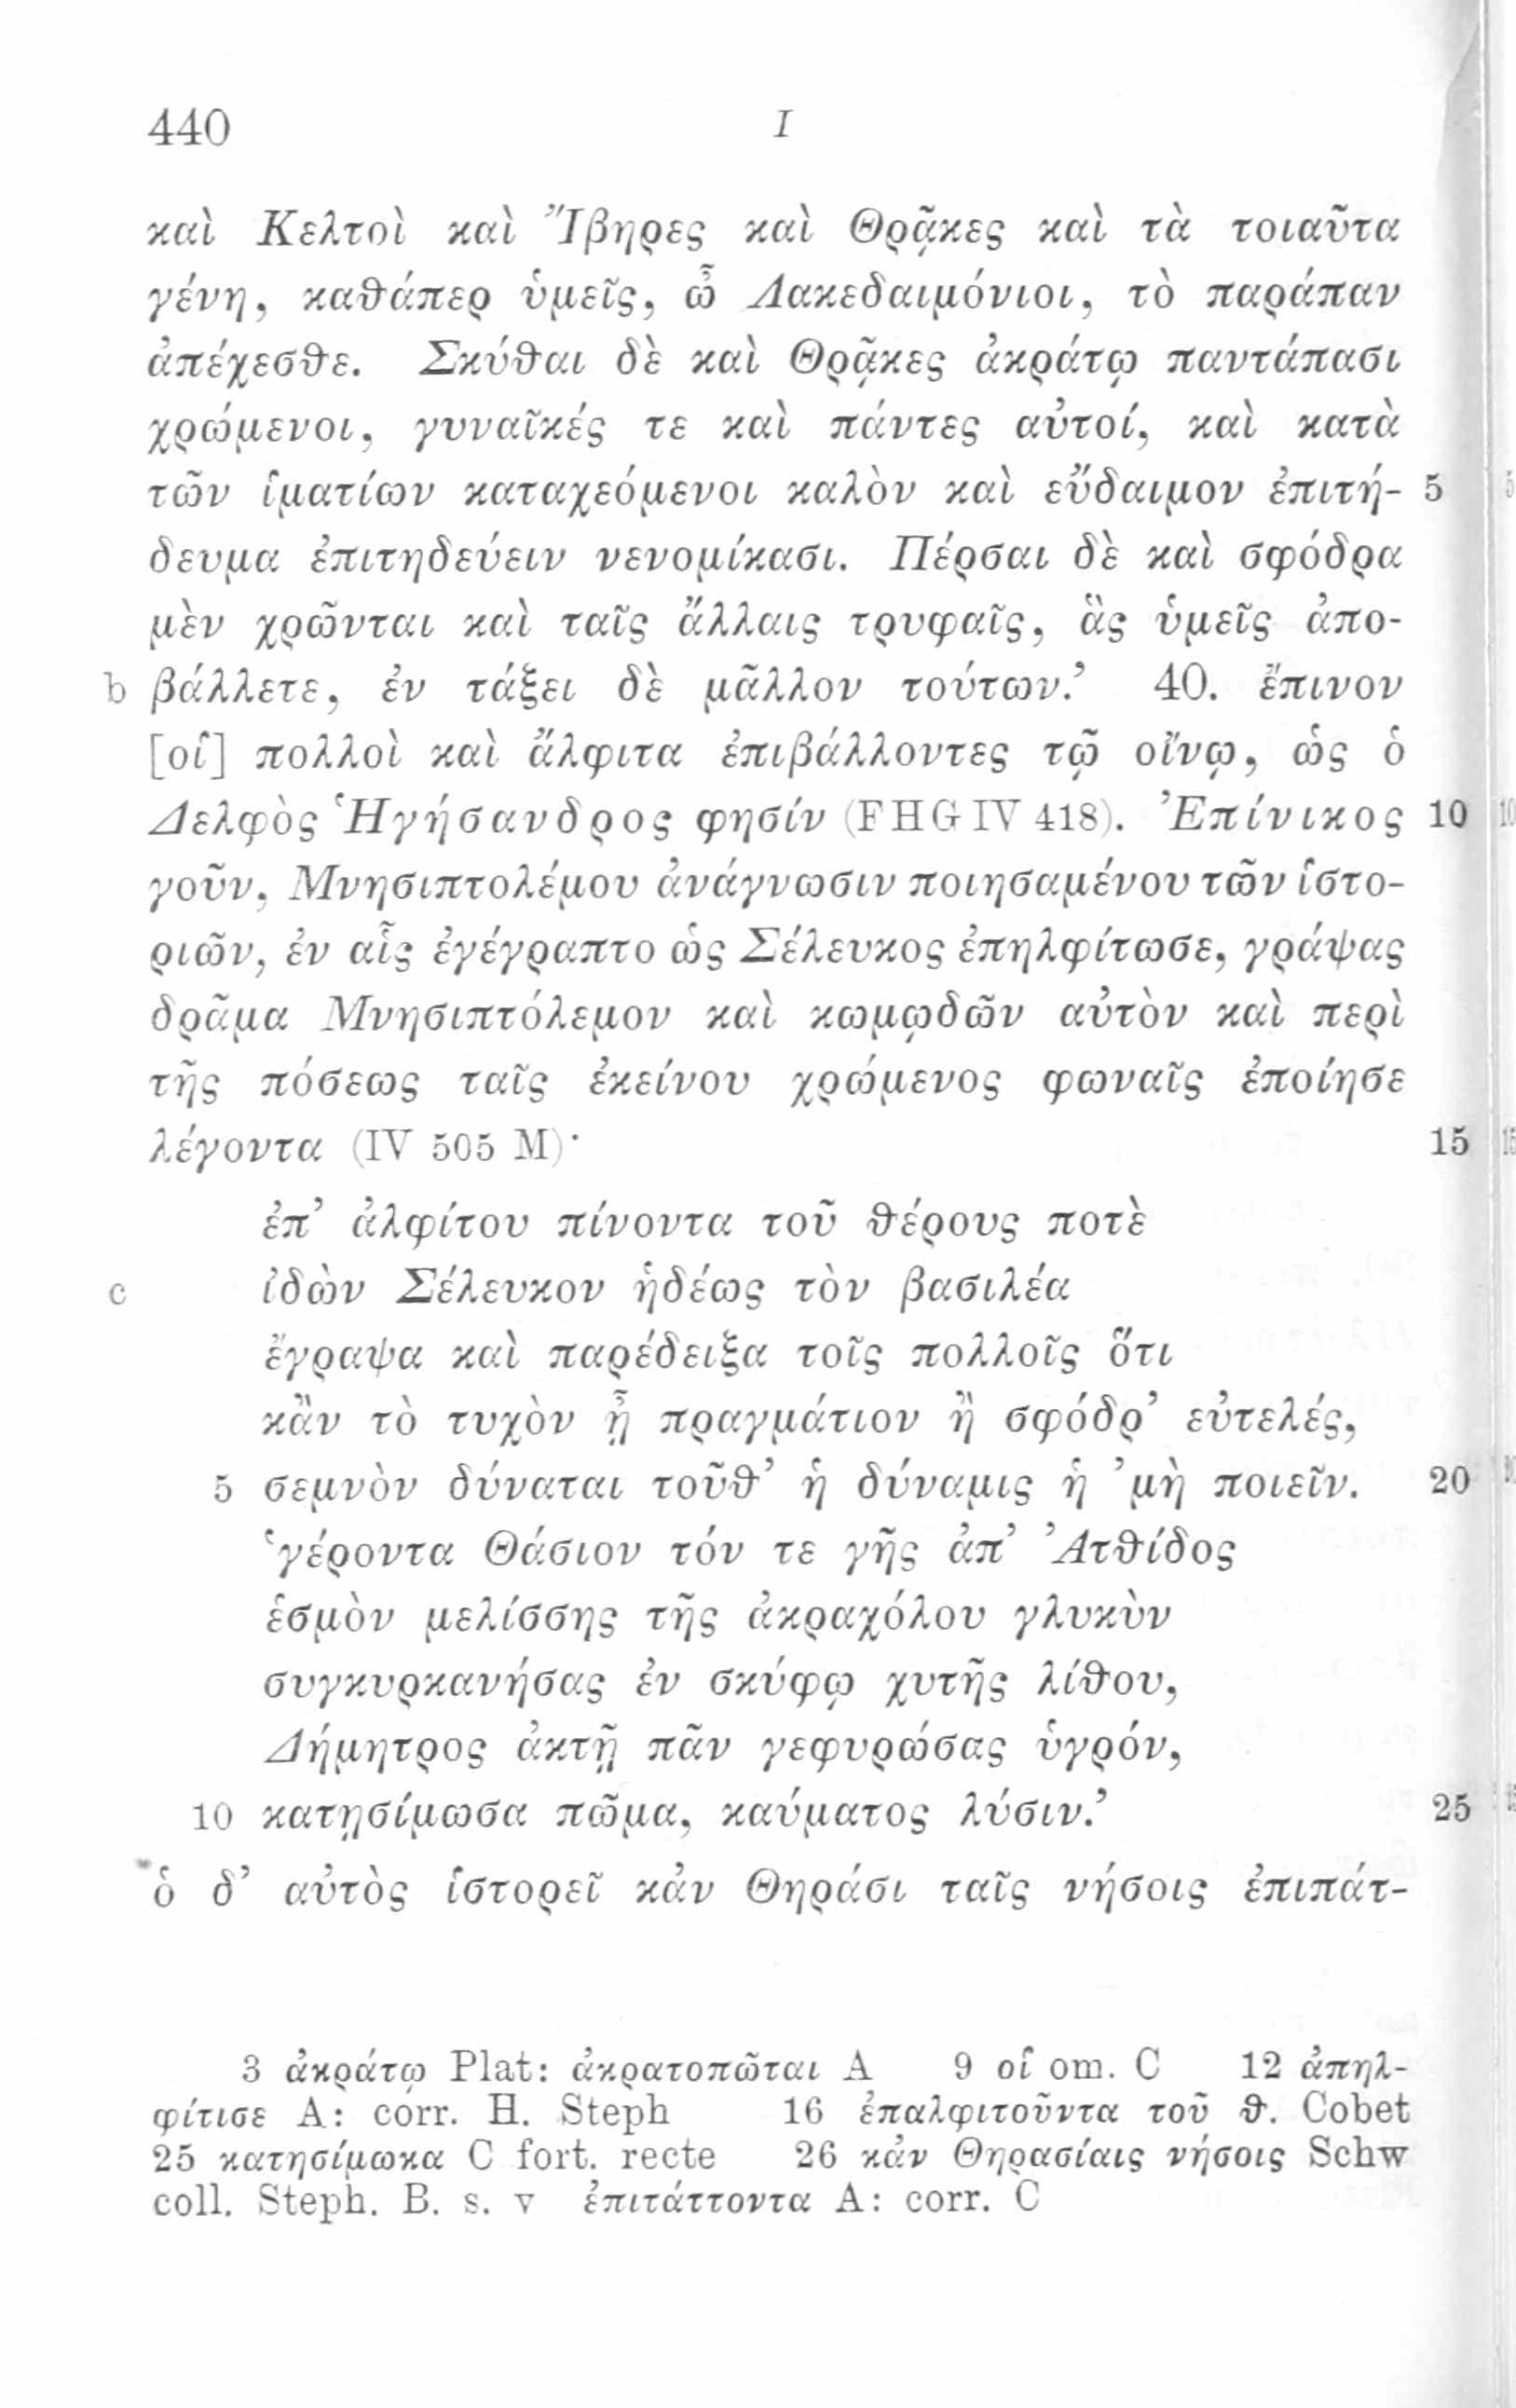 440 I
καὶ Κελτοὶ καὶ Ἴβηρες καὶ Θρᾷκες καὶ τὰ τοιαῦτα
γένη, καθάπερ ὑμεῖς, ὦ Λακεδαιμόνιοι, τὸ παράπαν
ἀπέχεσθε. Σκύθαι δὲ καὶ Θρᾷκες ἀκράτῳ παντάπασι
χρώμενοι, γυναῖκές τε καὶ πάντες αὐτοί, καὶ κατὰ
τῶν ἱματίων καταχεόμενοι καλὸν καὶ εὔδαιμον ἐπιτή- 5
δευμα ἐπιτηδεύειν νενομίκασι. Πέρσαι δὲ καὶ σφόδρα
μὲν χρῶνται καὶ ταῖς ἄλλαις τρυφαῖς, ἃς ὑμεῖς ἀπο-
b βάλλετε, ἐν τάξει δὲ μᾶλλον τούτων.’ 40. ἔπινον
[οἱ] πολλοὶ καὶ ἄλφιτα ἐπιβάλλοντες τῷ οἴνῳ, ὡς ὁ
Δελφὸς Ἡγήσανδρος φησίν (FHG IV 418). Ἐπίνικος 10
γοῦν, Μνησιπτολέμου ἀνάγνωσιν ποιησαμένου τῶν ἱστο-
ριῶν, ἐν αἷς ἐγέγραπτο ὡς Σέλευκος ἐπηλφίτωσε, γράψας
δρᾶμα Μνησιπτόλεμον καὶ κωμῳδῶν αὐτὸν καὶ περὶ
τῆς πόσεως ταῖς ἐκείνου χρώμενος φωναῖς ἐποίησε
λέγοντα (IV 505 M)· 15
ἐπ’ ἀλφίτου πίνοντα τοῦ θέρους ποτὲ
c ἰδὼν Σέλευκον ἡδέως τὸν βασιλέα
ἔγραψα καὶ παρέδειξα τοῖς πολλοῖς ὅτι
κἂν τὸ τυχὸν ᾖ πραγμάτιον ἢ σφόδρ’ εὐτελές,
5 σεμνὸν δύναται τοῦθ’ ἡ δύναμις ἡ ’μὴ ποιεῖν. 20
‘γέροντα Θάσιον τόν τε γῆς ἀπ’ Ἀτθίδος
ἑσμὸν μελίσσης τῆς ἀκραχόλου γλυκὺν
συγκυρκανήσας ἐν σκύφῳ χυτῆς λίθου,
Δήμητρος ἀκτῇ πᾶν γεφυρώσας ὑγρόν,
10 κατῃσίμωσα πῶμα, καύματος λύσιν.’ 25
ὁ δ’ αὐτὸς ἱστορεῖ κἀν Θηράσι ταῖς νήσοις ἐπιπάτ-
3 ἀκράτῳ Plat: ἀκρατοπῶται A 9 οἱ om. C 12 ἀπηλ-
φίτισε A: corr. H. Steph 16 ἐπαλφιτοῦντα τοῦ θ. Cobet
25 κατησίμωκα C fort. recte 26 κἀν Θηρασίαις νήσοις Schw
coll. Steph. B. s. v ἐπιτάττοντα A: corr. C